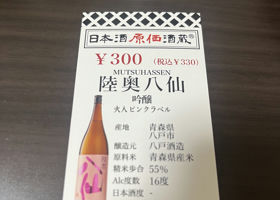 日本酒原価酒蔵®
¥300 (税込¥330)
MUTSUHASSEN
陸奥八仙
吟醸
火入ピンクラベル
産地 青森県
八戸市
醸造元 八戸酒造
原料米 青森県産米
精米歩合 55%
Alc度数 16度
日本酒度 -
八仙